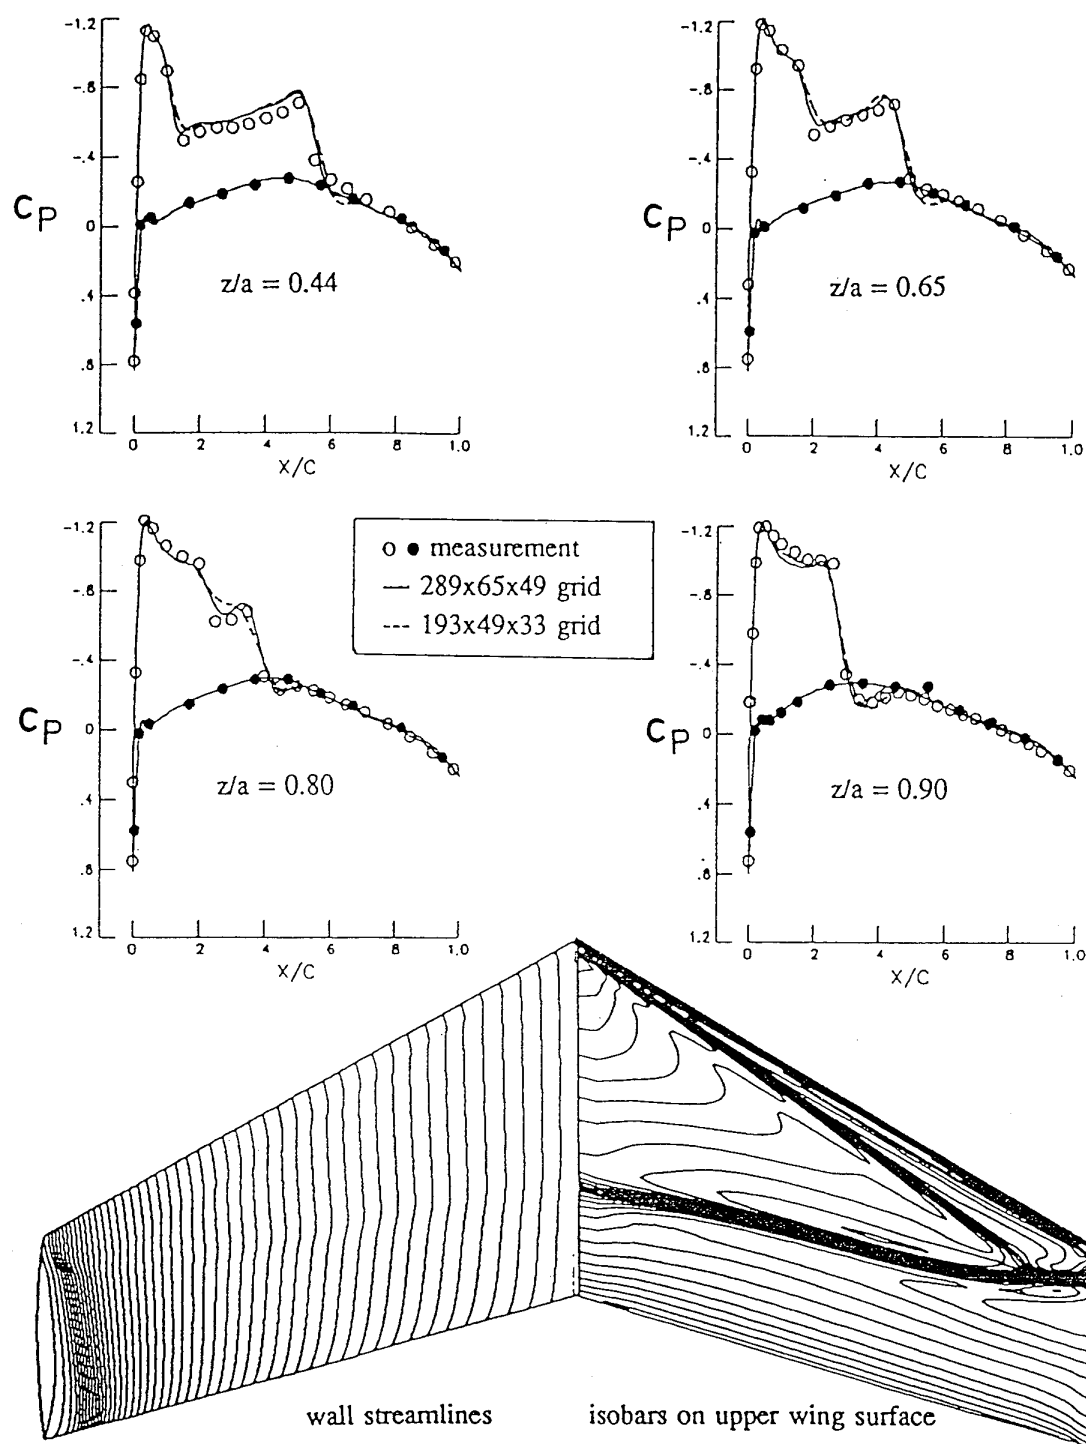 -1.2
-.8
-.4
0
.4
.8
1.2
CP
z/a = 0.44
0 2 4 6 8 1.0
X/C
-1.2
-.8
-.4
0
.4
.8
1.2
CP
z/a = 0.65
0 2 4 6 8 1.0
X/C
-1.2
-.8
-.4
0
.4
.8
1.2
CP
z/a = 0.80
0 2 4 6 8 1.0
X/C
measurement
289x65x49 grid
193x49x33 grid
-1.2
-.8
-.4
0
.4
.8
1.2
CP
z/a = 0.90
0 2 4 6 8 1.0
X/C
wall streamlines
isobars on upper wing surface